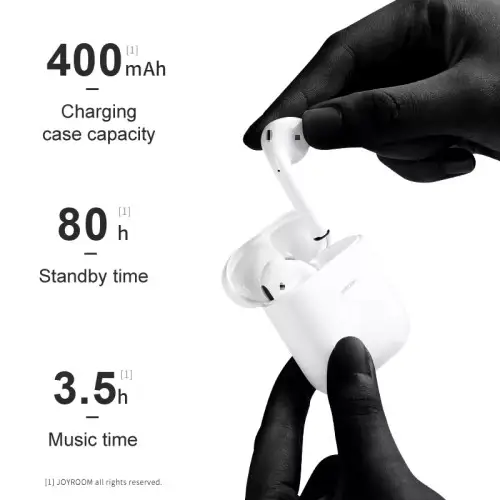 400 [1] mAh
Charging
case capacity
80 [1] h
Standby time
3.5 [1] h
Music time
[1] JOYROOM all rights reserved.